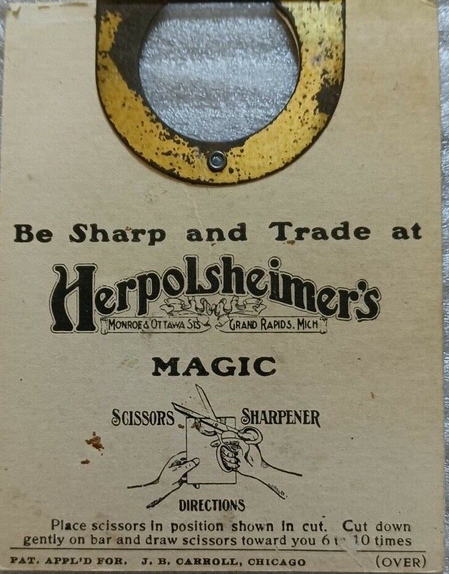 Be Sharp and Trade at
Herpolsheimer's
MONROE & OTTAWA STS GRAND RAPIDS. MICH
MAGIC
SCISSORS SHARPENER
DIRECTIONS
Place scissors in position shown in cut. Cut down
gently on bar and draw scissors toward you 6 to 10 times
PAT. APPL'D FOR. J. B. CARROLL, CHICAGO (OVER)